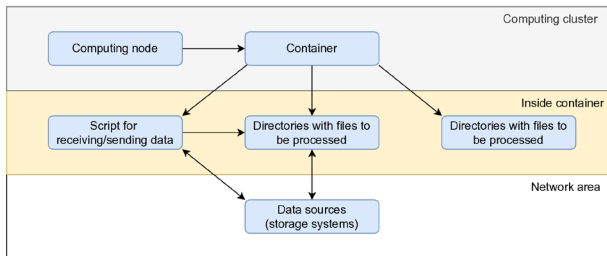 Computing cluster
Computing node
Container
Inside container
Script for
receiving/sending data
Directories with files to
be processed
Directories with files to
be processed
Network area
Data sources
(storage systems)